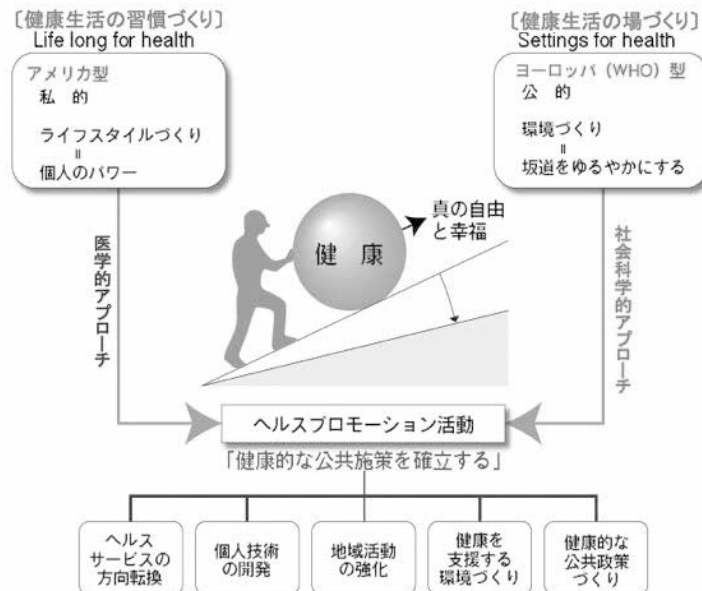 〔健康生活の習慣づくり〕
Life long for health
アメリカ型
私 的
ライフスタイルづくり
=
個人のパワー
〔健康生活の場づくり〕
Settings for health
ヨーロッパ（WHO）型
公 的
環境づくり
=
坂道をゆるやかにする
医学的アプローチ
健 康
真の自由
と幸福
社会科学的アプローチ
ヘルスプロモーション活動
「健康的な公共施策を確立する」
ヘルス
サービスの
方向転換
個人技術
の開発
地域活動
の強化
健康を
支援する
環境づくり
健康的な
公共政策
づくり